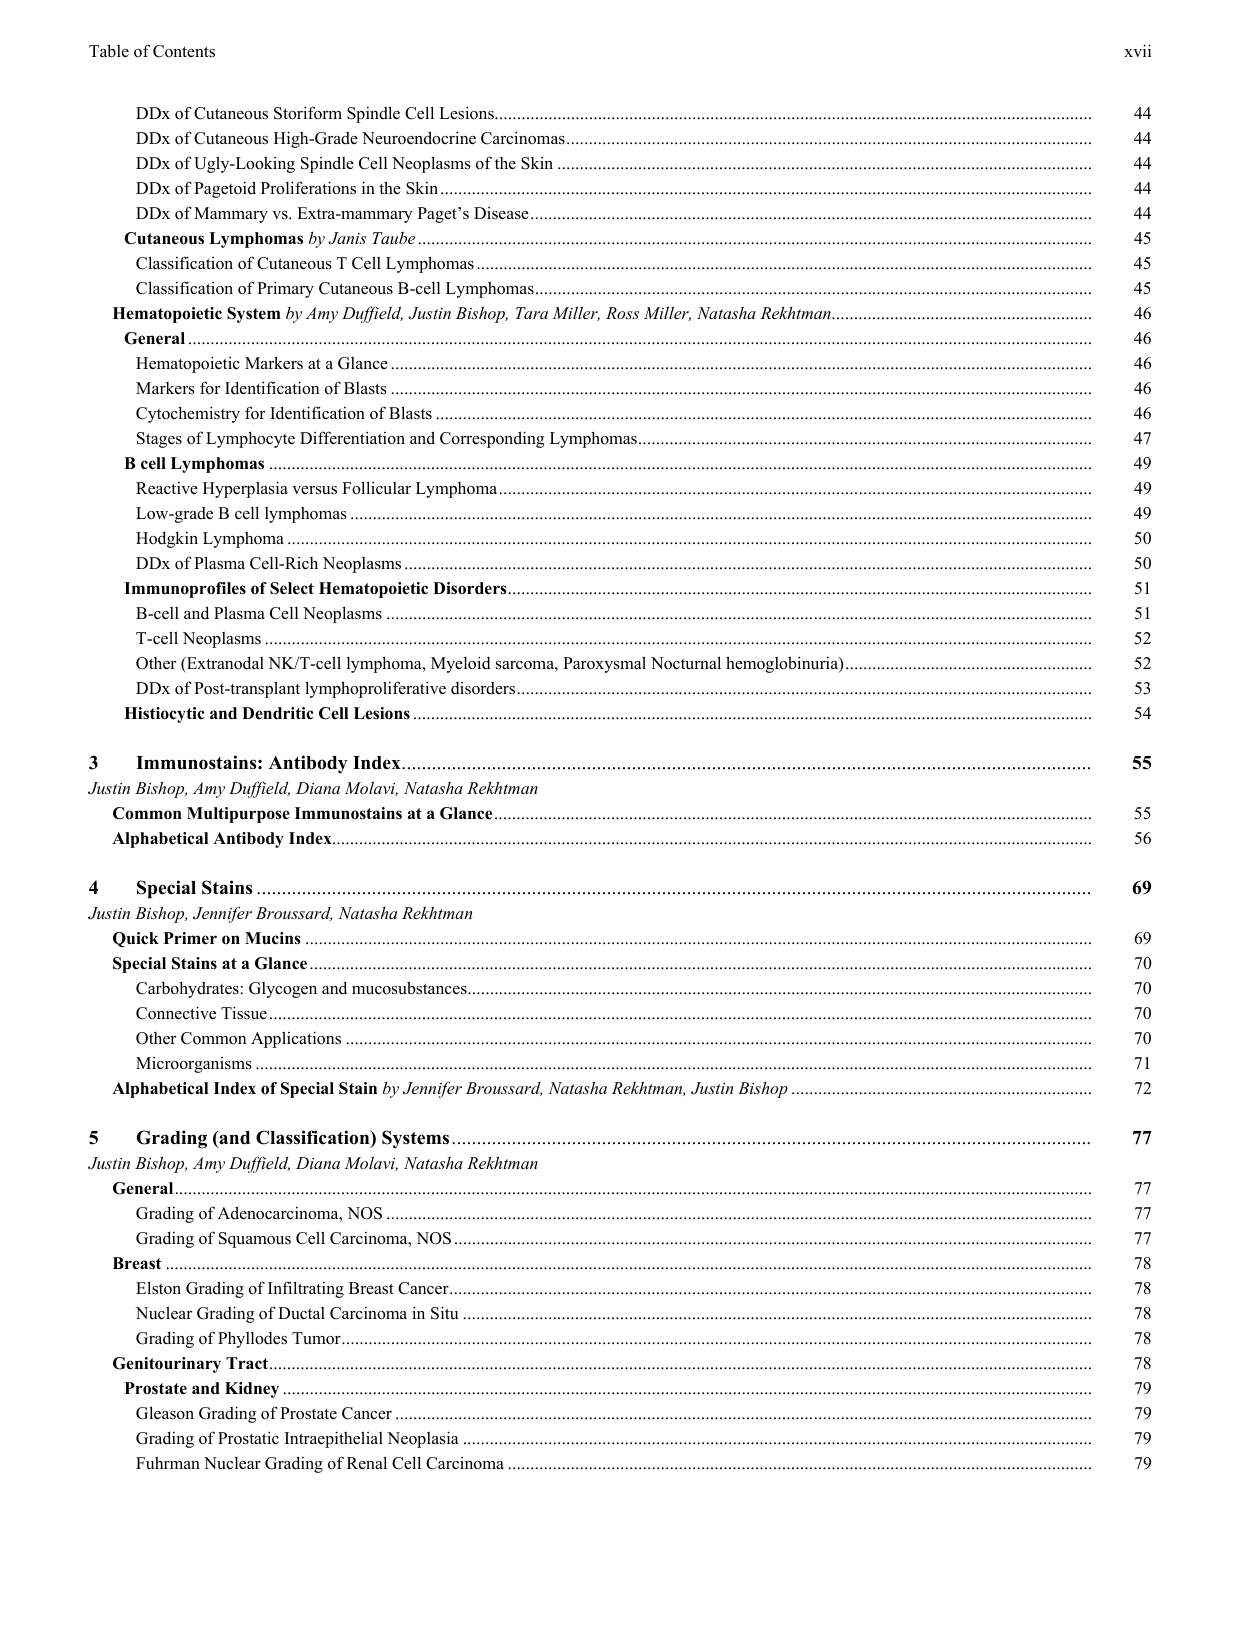 Table of Contents xvii
DDx of Cutaneous Storiform Spindle Cell Lesions 44
DDx of Cutaneous High-Grade Neuroendocrine Carcinomas 44
DDx of Ugly-Looking Spindle Cell Neoplasms of the Skin 44
DDx of Pagetoid Proliferations in the Skin 44
DDx of Mammary vs. Extra-mammary Paget’s Disease 44
Cutaneous Lymphomas by Janis Taube 45
Classification of Cutaneous T Cell Lymphomas 45
Classification of Primary Cutaneous B-cell Lymphomas 45
Hematopoietic System by Amy Duffield, Justin Bishop, Tara Miller, Ross Miller, Natasha Rekhtman 46
General 46
Hematopoietic Markers at a Glance 46
Markers for Identification of Blasts 46
Cytochemistry for Identification of Blasts 46
Stages of Lymphocyte Differentiation and Corresponding Lymphomas 47
B cell Lymphomas 49
Reactive Hyperplasia versus Follicular Lymphoma 49
Low-grade B cell lymphomas 49
Hodgkin Lymphoma 50
DDx of Plasma Cell-Rich Neoplasms 50
Immunoprofiles of Select Hematopoietic Disorders 51
B-cell and Plasma Cell Neoplasms 51
T-cell Neoplasms 52
Other (Extranodal NK/T-cell lymphoma, Myeloid sarcoma, Paroxysmal Nocturnal hemoglobinuria) 52
DDx of Post-transplant lymphoproliferative disorders 53
Histiocytic and Dendritic Cell Lesions 54
3 Immunostains: Antibody Index 55
Justin Bishop, Amy Duffield, Diana Molavi, Natasha Rekhtman
Common Multipurpose Immunostains at a Glance 55
Alphabetical Antibody Index 56
4 Special Stains 69
Justin Bishop, Jennifer Broussard, Natasha Rekhtman
Quick Primer on Mucins 69
Special Stains at a Glance 70
Carbohydrates: Glycogen and mucosubstances 70
Connective Tissue 70
Other Common Applications 70
Microorganisms 71
Alphabetical Index of Special Stain by Jennifer Broussard, Natasha Rekhtman, Justin Bishop 72
5 Grading (and Classification) Systems 77
Justin Bishop, Amy Duffield, Diana Molavi, Natasha Rekhtman
General 77
Grading of Adenocarcinoma, NOS 77
Grading of Squamous Cell Carcinoma, NOS 77
Breast 78
Elston Grading of Infiltrating Breast Cancer 78
Nuclear Grading of Ductal Carcinoma in Situ 78
Grading of Phyllodes Tumor 78
Genitourinary Tract 78
Prostate and Kidney 79
Gleason Grading of Prostate Cancer 79
Grading of Prostatic Intraepithelial Neoplasia 79
Fuhrman Nuclear Grading of Renal Cell Carcinoma 79